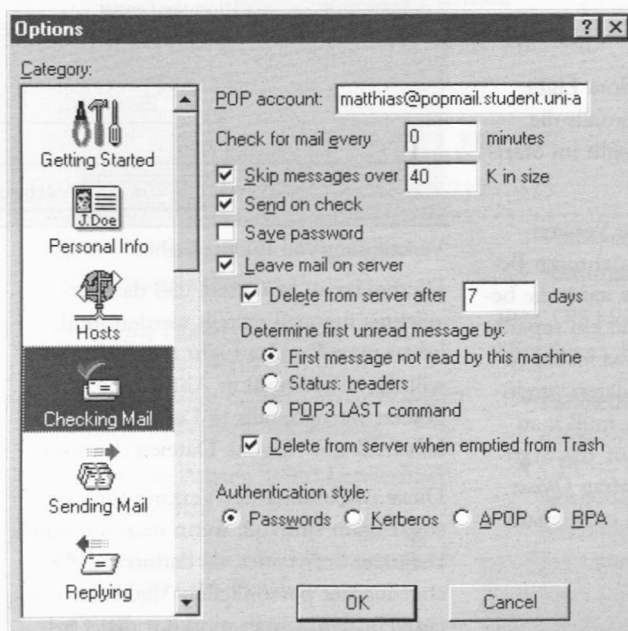 Options
Category:
Getting Started
J.Doe
Personal Info
Hosts
Checking Mail
Sending Mail
Replying
POP account: matthias@popmail.student.uni-a
Check for mail every 0 minutes
Skip messages over 40 K in size
Send on check
Save password
Leave mail on server
Delete from server after 7 days
Determine first unread message by:
First message not read by this machine
Status: headers
POP3 LAST command
Delete from server when emptied from Trash
Authentication style:
Passwords Kerberos APOP RPA
OK Cancel